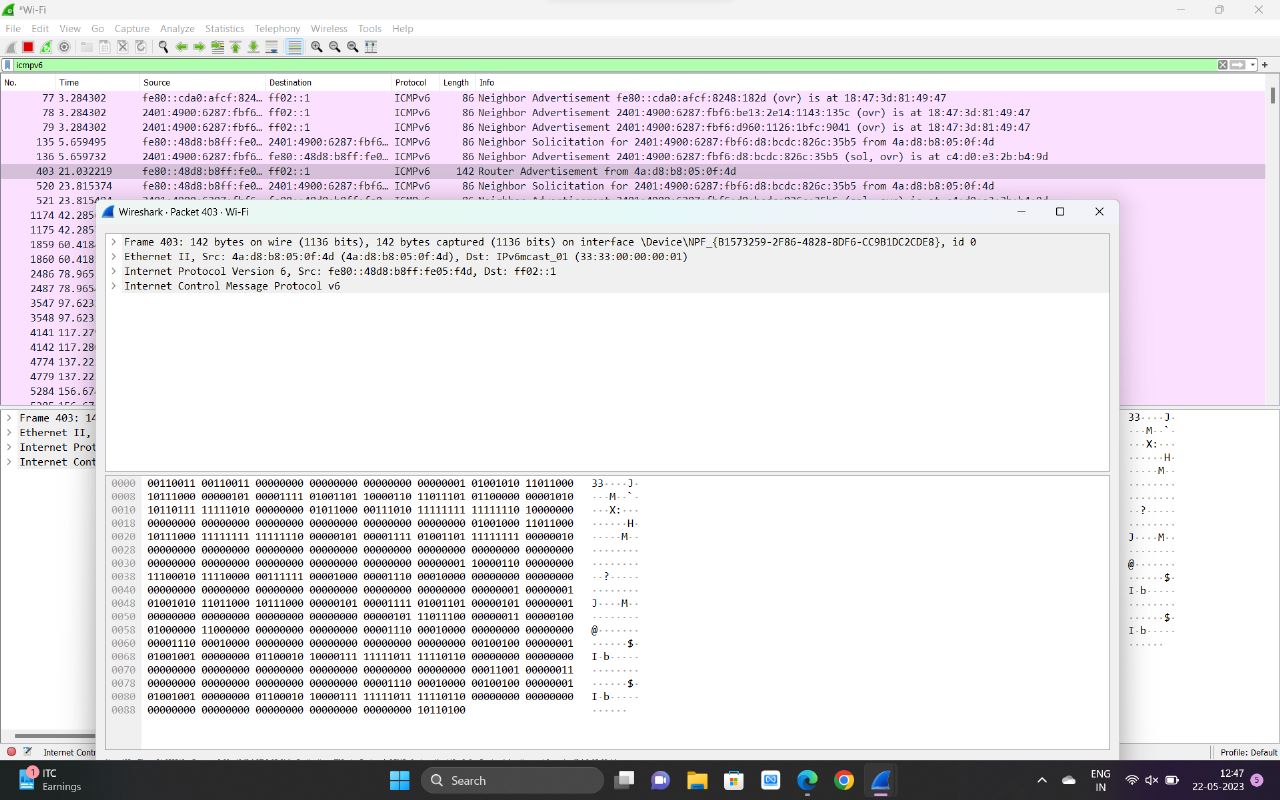 *Wi-Fi
File Edit View Go Capture Analyze Statistics Telephony Wireless Tools Help
icmpv6
No. Time Source Destination Protocol Length Info
77 3.284302 fe80::cda0:afcf:824… ff02::1 ICMPv6 86 Neighbor Advertisement fe80::cda0:afcf:8248:182d (ovr) is at 18:47:3d:81:49:47
78 3.284302 2401:4900:6287:fbf6… ff02::1 ICMPv6 86 Neighbor Advertisement 2401:4900:6287:fbf6:be13:2e14:1143:135c (ovr) is at 18:47:3d:81:49:47
79 3.284302 2401:4900:6287:fbf6… ff02::1 ICMPv6 86 Neighbor Advertisement 2401:4900:6287:fbf6:d960:1126:1bfc:9041 (ovr) is at 18:47:3d:81:49:47
135 5.659495 fe80::48d8:b8ff:fe0… 2401:4900:6287:fbf6… ICMPv6 86 Neighbor Solicitation for 2401:4900:6287:fbf6:d8:bcdc:826c:35b5 from 4a:d8:b8:05:0f:4d
136 5.659732 2401:4900:6287:fbf6… fe80::48d8:b8ff:fe0… ICMPv6 86 Neighbor Advertisement 2401:4900:6287:fbf6:d8:bcdc:826c:35b5 (sol, ovr) is at c4:d0:e3:2b:b4:9d
403 21.032219 fe80::48d8:b8ff:fe0… ff02::1 ICMPv6 142 Router Advertisement from 4a:d8:b8:05:0f:4d
520 23.815374 fe80::48d8:b8ff:fe0… 2401:4900:6287:fbf6… ICMPv6 86 Neighbor Solicitation for 2401:4900:6287:fbf6:d8:bcdc:826c:35b5 from 4a:d8:b8:05:0f:4d
521 23.815484
1174 42.285
1175 42.285
1859 60.418
1860 60.418
2486 78.965
2487 78.965
3547 97.623
3548 97.623
4141 117.27
4142 117.28
4774 137.22
4779 137.22
5284 156.67
Wireshark · Packet 403 · Wi-Fi
Frame 403: 142 bytes on wire (1136 bits), 142 bytes captured (1136 bits) on interface \Device\NPF_{B1573259-2F86-4828-8DF6-CC9B1DC2CDE8}, id 0
Ethernet II, Src: 4a:d8:b8:05:0f:4d (4a:d8:b8:05:0f:4d), Dst: IPv6mcast_01 (33:33:00:00:00:01)
Internet Protocol Version 6, Src: fe80::48d8:b8ff:fe05:f4d, Dst: ff02::1
Internet Control Message Protocol v6
Frame 403: 14
Ethernet II,
Internet Prot
Internet Cont
0000 00110011 00110011 00000000 00000000 00000000 00000001 01001010 11011000 33····J·
0008 10111000 00000101 00001111 01001101 10000110 11011101 01100000 00001010 ···M··`·
0010 10110111 11111010 00000000 01011000 00111010 11111111 11111110 10000000 ···X:···
0018 00000000 00000000 00000000 00000000 00000000 00000000 01001000 11011000 ······H·
0020 10111000 11111111 11111110 00000101 00001111 01001101 11111111 00000010 ·····M··
0028 00000000 00000000 00000000 00000000 00000000 00000000 00000000 00000000 ········
0030 00000000 00000000 00000000 00000000 00000000 00000001 10000110 00000000 ········
0038 11100010 11110000 00111111 00001000 00001110 00010000 00000000 00000000 ··?·····
0040 00000000 00000000 00000000 00000000 00000000 00000000 00000001 00000001 ········
0048 01001010 11011000 10111000 00000101 00001111 01001101 00000101 00000001 J····M··
0050 00000000 00000000 00000000 00000000 00000101 11011100 00000011 00000100 ········
0058 01000000 11000000 00000000 00000000 00001110 00010000 00000000 00000000 @·······
0060 00001110 00010000 00000000 00000000 00000000 00000000 00100100 00000001 ······$·
0068 01001001 00000000 01100010 10000111 11111011 11110110 00000000 00000000 I·b·····
0070 00000000 00000000 00000000 00000000 00000000 00000000 00011001 00000011 ········
0078 00000000 00000000 00000000 00000000 00001110 00010000 00100100 00000001 ······$·
0080 01001001 00000000 01100010 10000111 11111011 11110110 00000000 00000000 I·b·····
0088 00000000 00000000 00000000 00000000 00000000 10110100 ······
33····J·
···M··`·
···X:···
······H·
·····M··
········
········
··?·····
········
J····M··
········
@·······
······$·
I·b·····
········
······$·
I·b·····
······
Internet Contr
Profile: Default
1
ITC
Earnings
Search
ENG
IN
12:47
22-05-2023
5